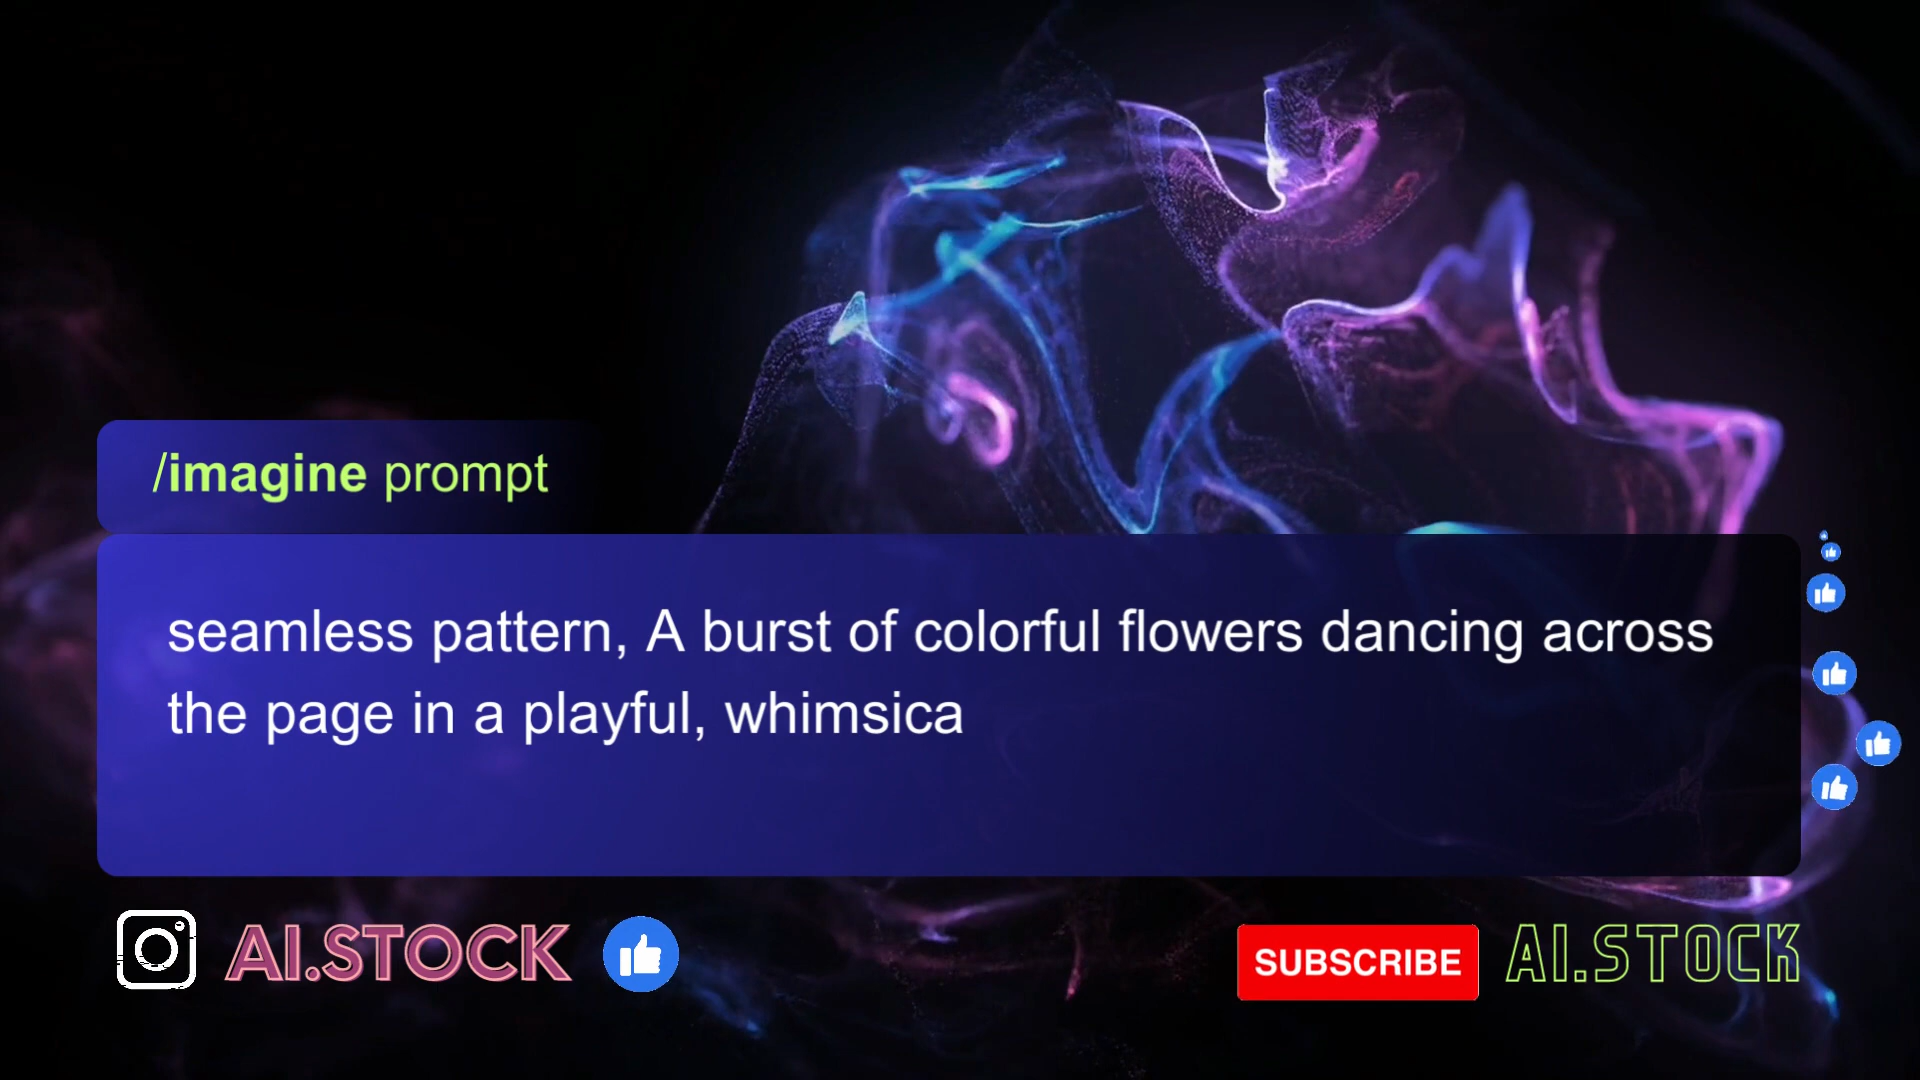 /imagine prompt
seamless pattern, A burst of colorful flowers dancing across
the page in a playful, whimsica
AI.STOCK
SUBSCRIBE
AI.STOCK